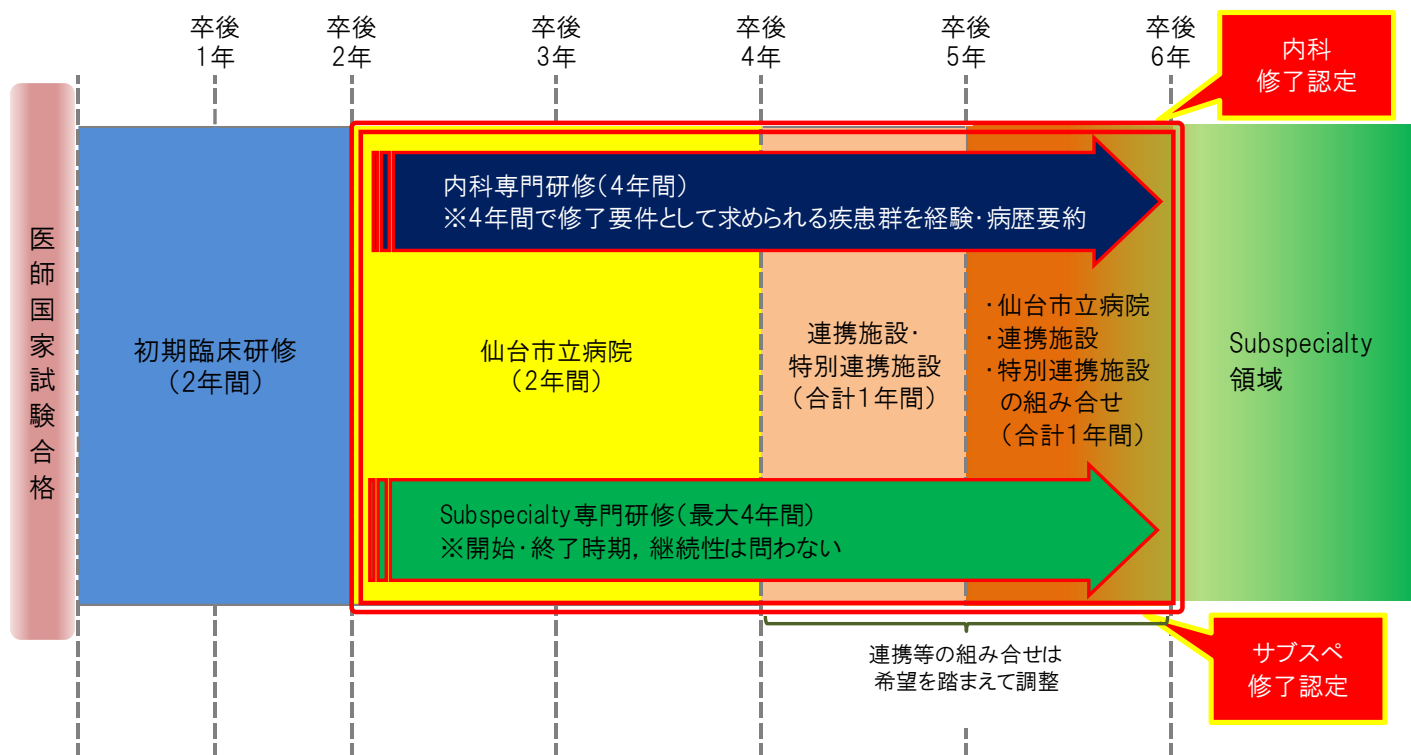 卒後
1年
卒後
2年
卒後
3年
卒後
4年
卒後
5年
卒後
6年
内科
修了認定
医師国家試験合格
内科専門研修(4年間)
※4年間で修了要件として求められる疾患群を経験・病歴要約
初期臨床研修
(2年間)
仙台市立病院
(2年間)
連携施設・
特別連携施設
(合計1年間)
・仙台市立病院
・連携施設
・特別連携施設
の組み合せ
(合計1年間)
Subspecialty
領域
Subspecialty専門研修(最大4年間)
※開始・終了時期，継続性は問わない
連携等の組み合せは
希望を踏まえて調整
サブスペ
修了認定